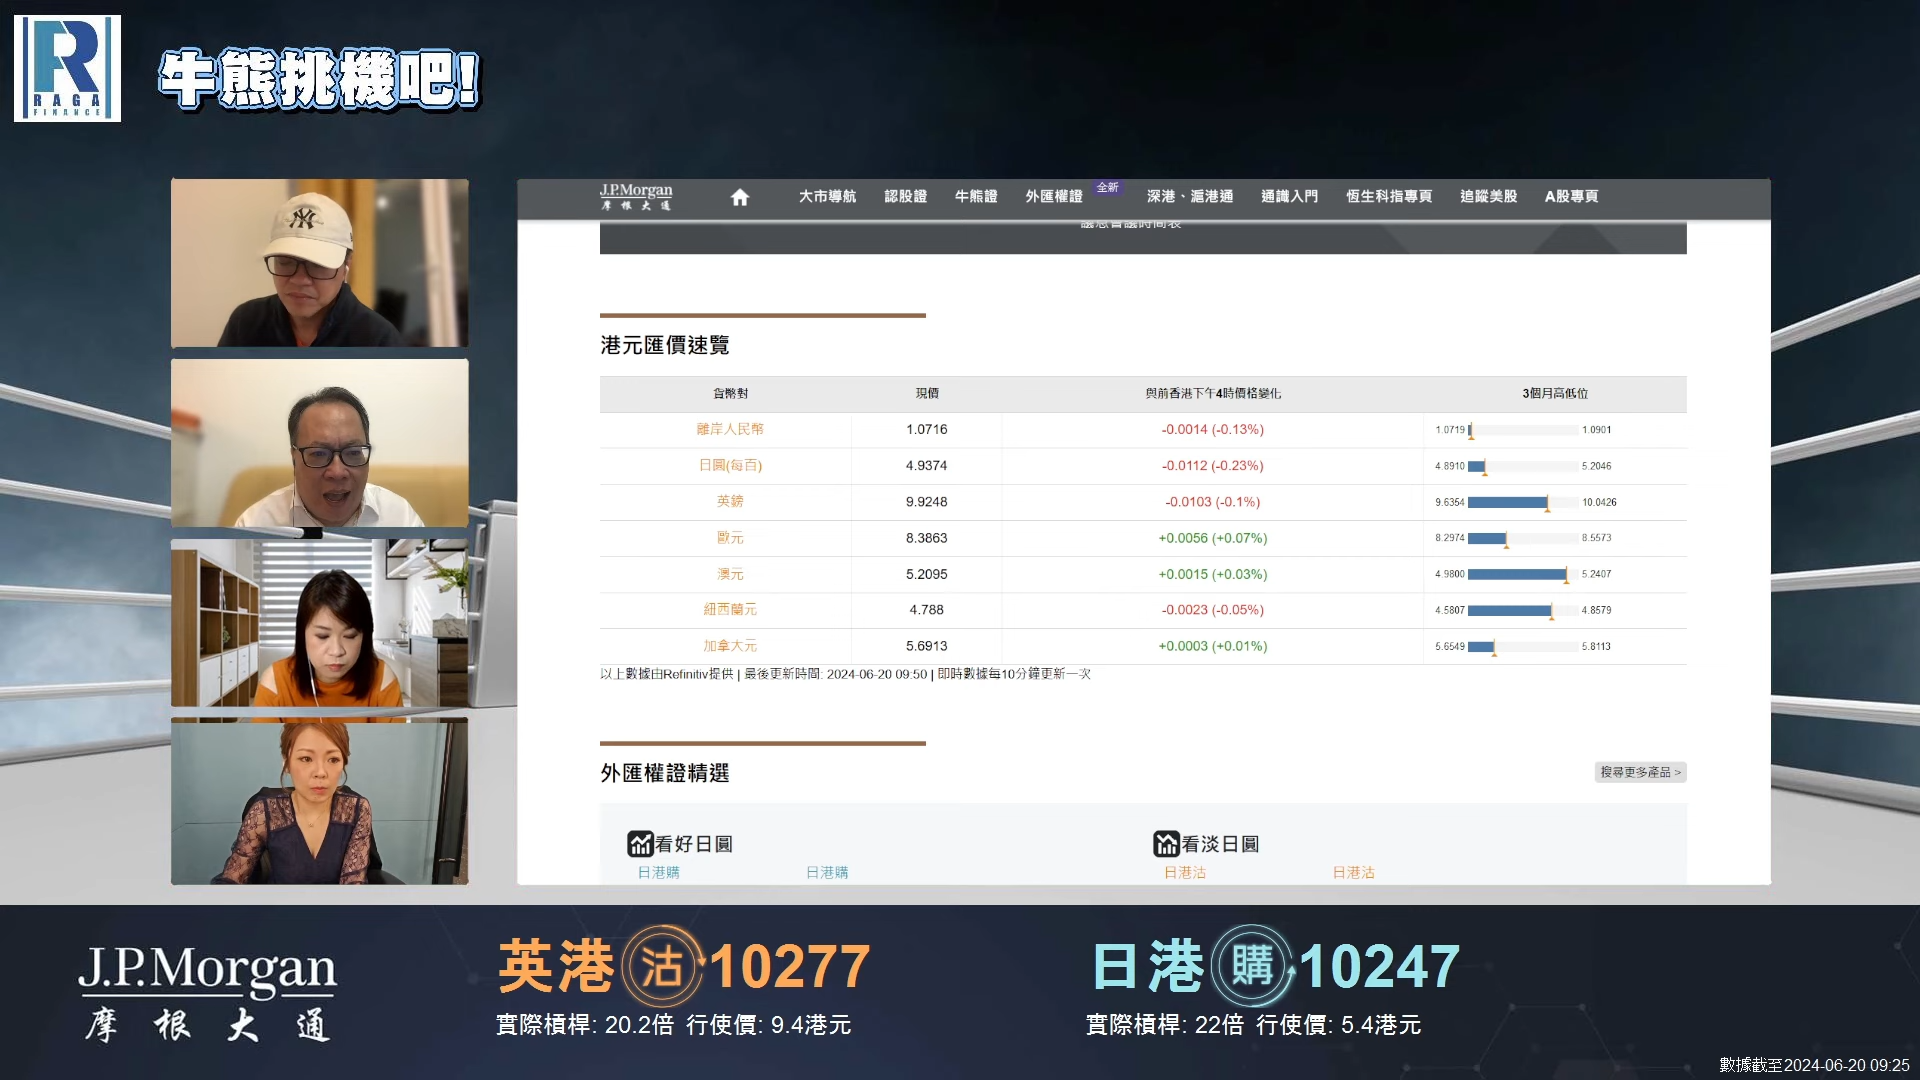 RAGA
FINANCE
牛熊挑機吧!
J.P.Morgan
摩根大通
大市導航 認股證 牛熊證 外匯權證 全新 深港、滬港通 通識入門 恆生科指專頁 追蹤美股 A股專頁
議息會議時間表
港元匯價速覽
貨幣對 現價 與前香港下午4時價格變化 3個月高低位
離岸人民幣 1.0716 -0.0014 (-0.13%) 1.0719 1.0901
日圓(每百) 4.9374 -0.0112 (-0.23%) 4.8910 5.2046
英鎊 9.9248 -0.0103 (-0.1%) 9.6354 10.0426
歐元 8.3863 +0.0056 (+0.07%) 8.2974 8.5573
澳元 5.2095 +0.0015 (+0.03%) 4.9800 5.2407
紐西蘭元 4.788 -0.0023 (-0.05%) 4.5807 4.8579
加拿大元 5.6913 +0.0003 (+0.01%) 5.6549 5.8113
以上數據由Refinitiv提供 | 最後更新時間: 2024-06-20 09:50 | 即時數據每10分鐘更新一次
外匯權證精選
搜尋更多產品 >
看好日圓 看淡日圓
日港購 日港購 日港沽 日港沽
J.P.Morgan
摩根大通
英港沽10277
實際槓桿: 20.2倍 行使價: 9.4港元
日港購10247
實際槓桿: 22倍 行使價: 5.4港元
數據截至2024-06-20 09:25